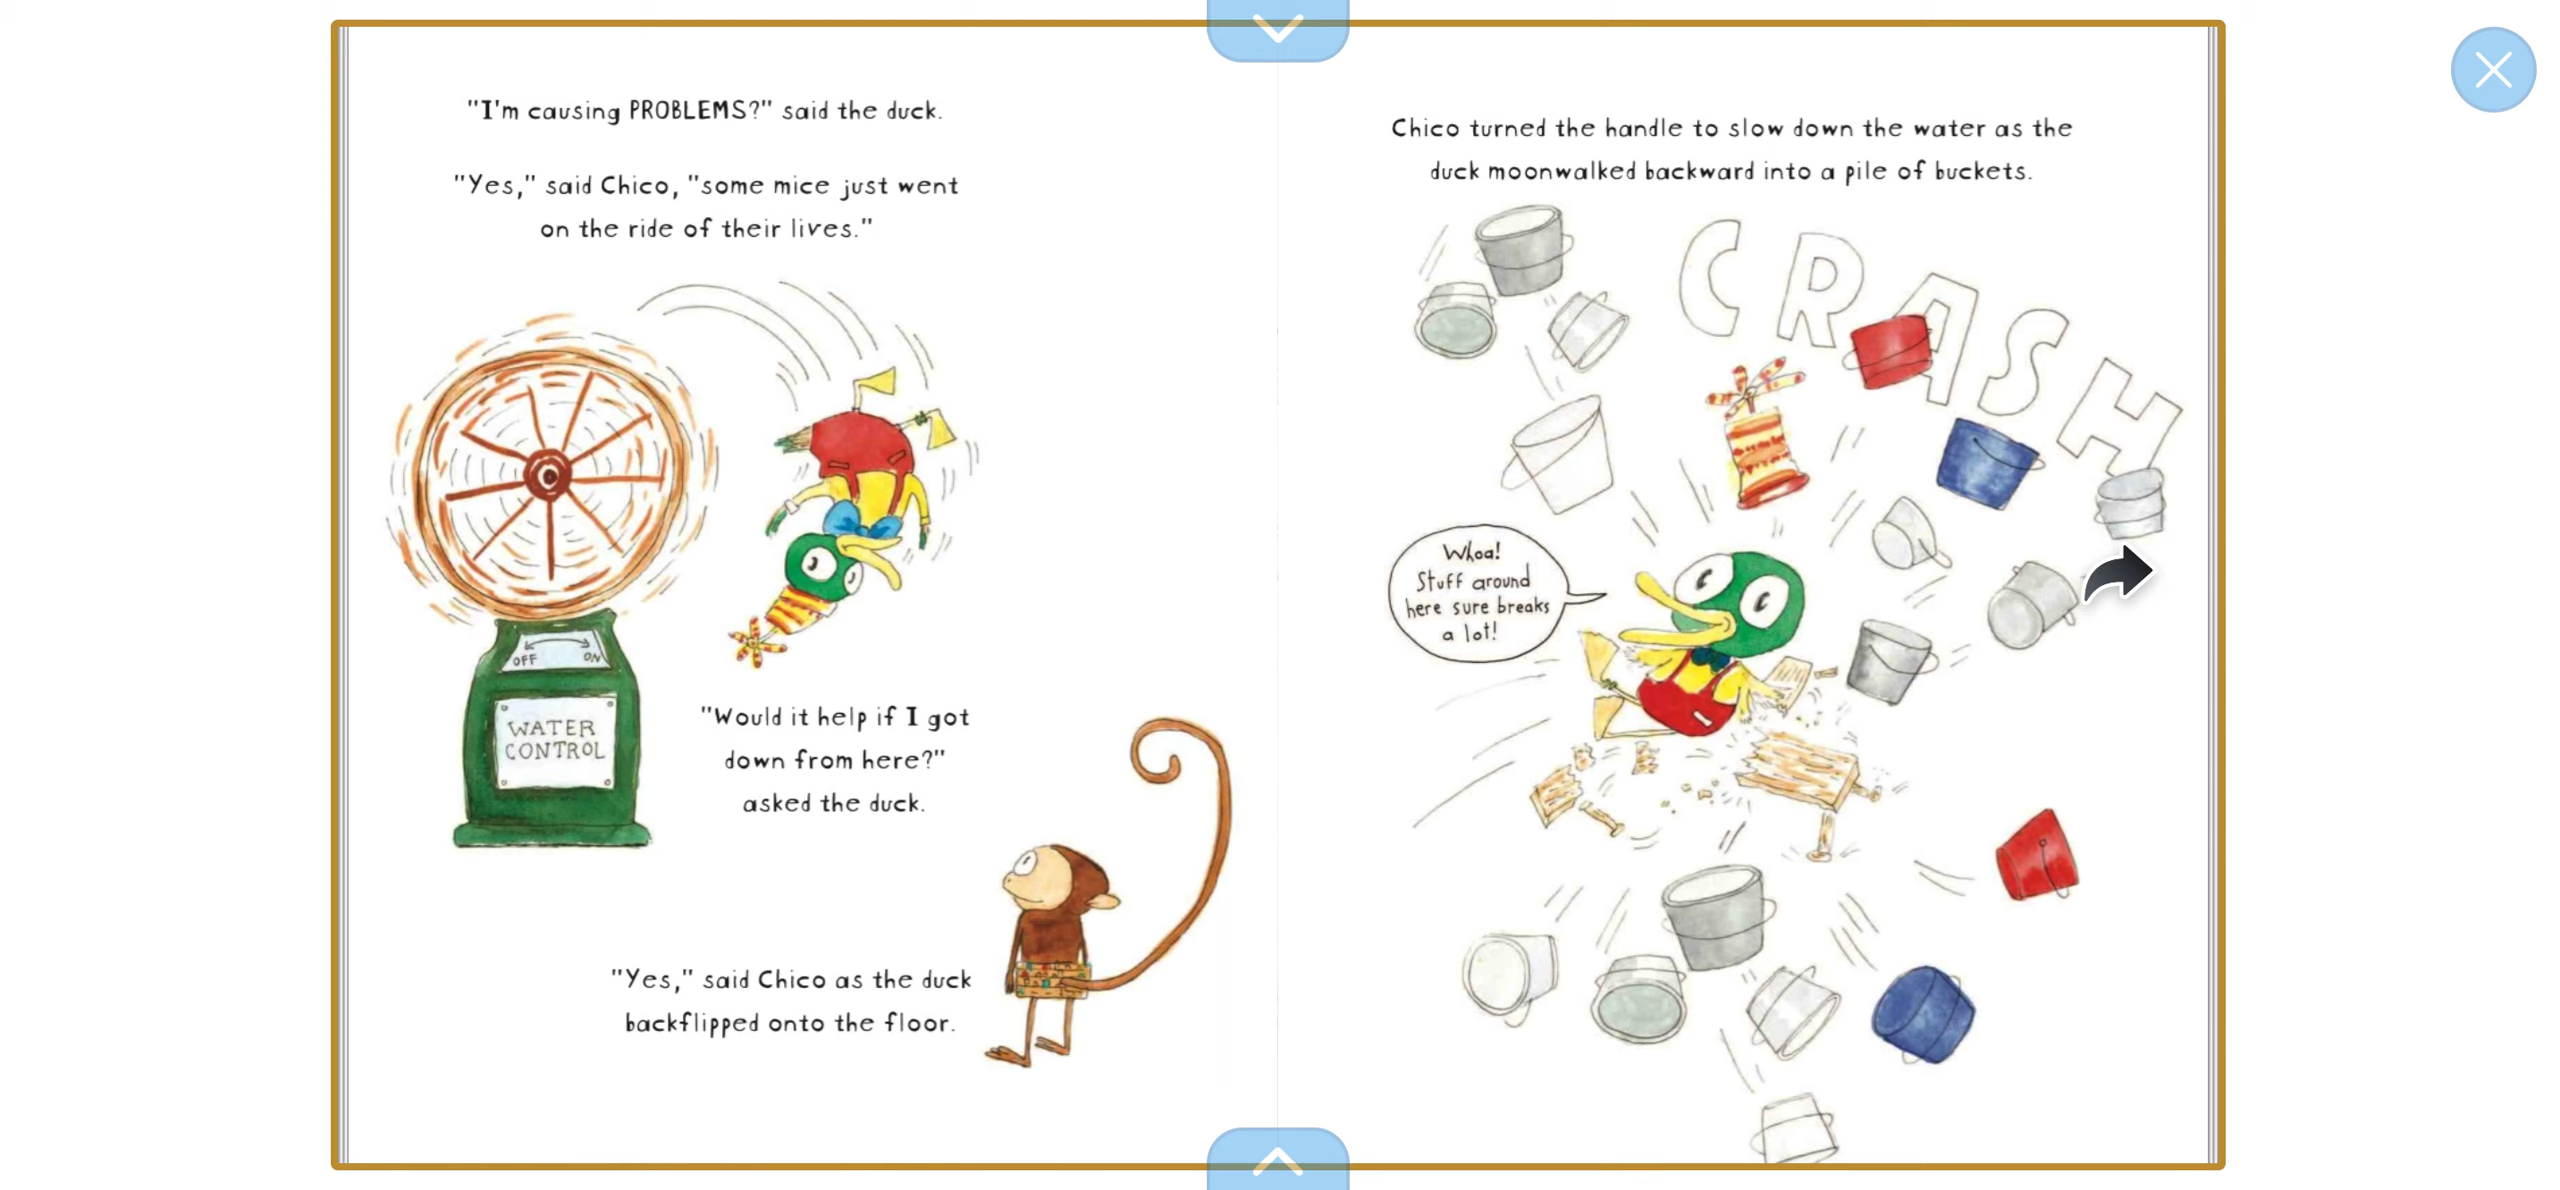 "I'm causing PROBLEMS?" said the duck.
"Yes," said Chico, "some mice just went
on the ride of their lives."
OFF ON
WATER
CONTROL
"Would it help if I got
down from here?"
asked the duck.
"Yes," said Chico as the duck
backflipped onto the floor.
Chico turned the handle to slow down the water as the
duck moonwalked backward into a pile of buckets.
CRASH
Whoa!
Stuff around
here sure breaks
a lot!